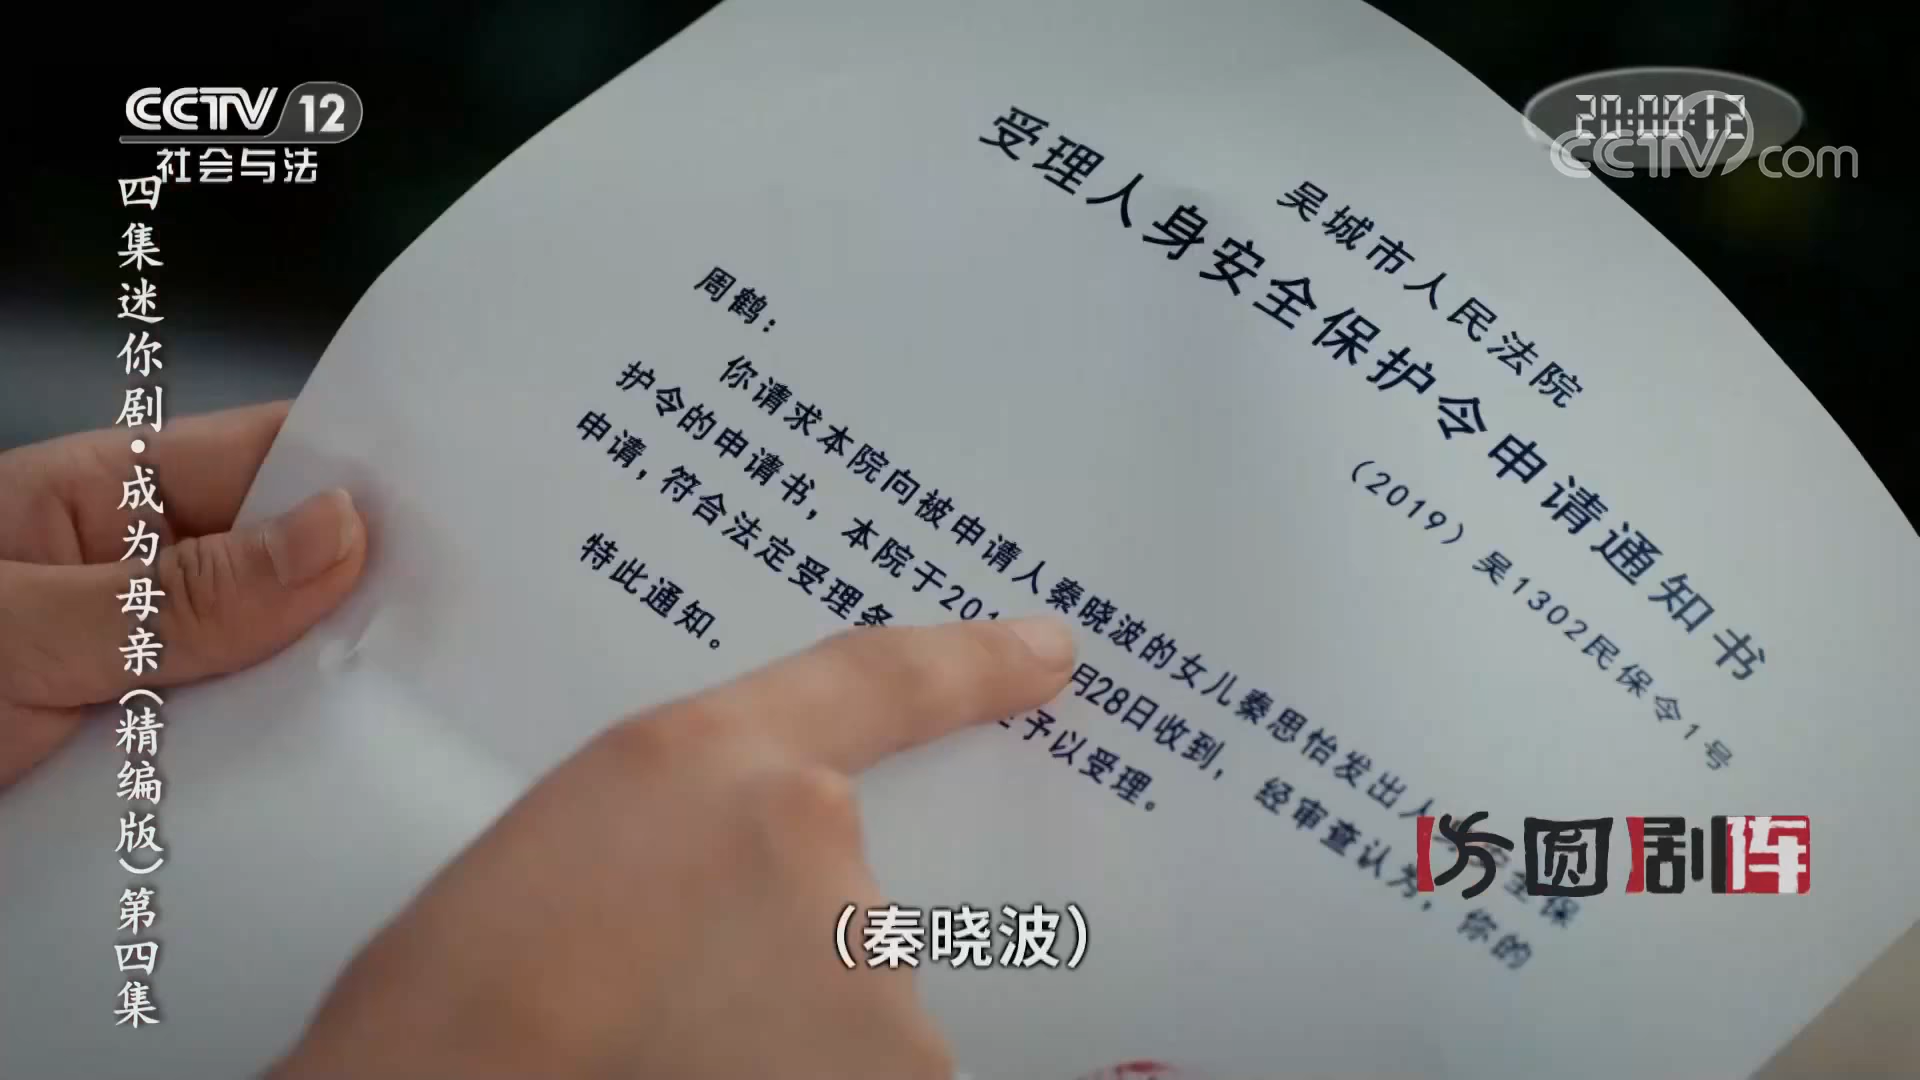 CCTV 12
社会与法
20:00:12
CCTV com
四集迷你剧·成为母亲（精编版）第四集
吴城市人民法院
受理人身安全保护令申请通知书
（2019）吴1302民保令1号
周鹤：
你请求本院向被申请人秦晓波的女儿秦思怡发出人身安全保
护令的申请书，本院于201 月28日收到，经审查认为，你的
申请，符合法定受理条 予以受理。
特此通知。
方圆剧阵
（秦晓波）